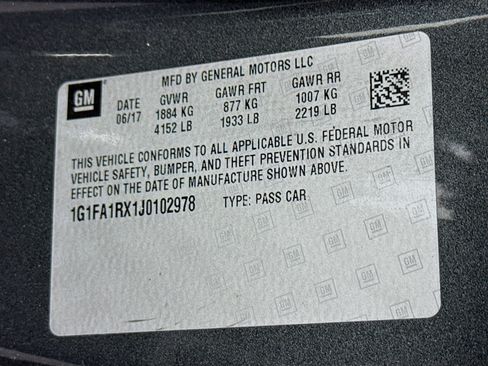 MFD BY GENERAL MOTORS LLC
GM
DATE GVWR GAWR FRT GAWR RR
06/17 1884 KG 877 KG 1007 KG
4152 LB 1933 LB 2219 LB
THIS VEHICLE CONFORMS TO ALL APPLICABLE U.S. FEDERAL MOTOR
VEHICLE SAFETY, BUMPER, AND THEFT PREVENTION STANDARDS IN
EFFECT ON THE DATE OF MANUFACTURE SHOWN ABOVE.
1G1FA1RX1J0102978 TYPE: PASS CAR